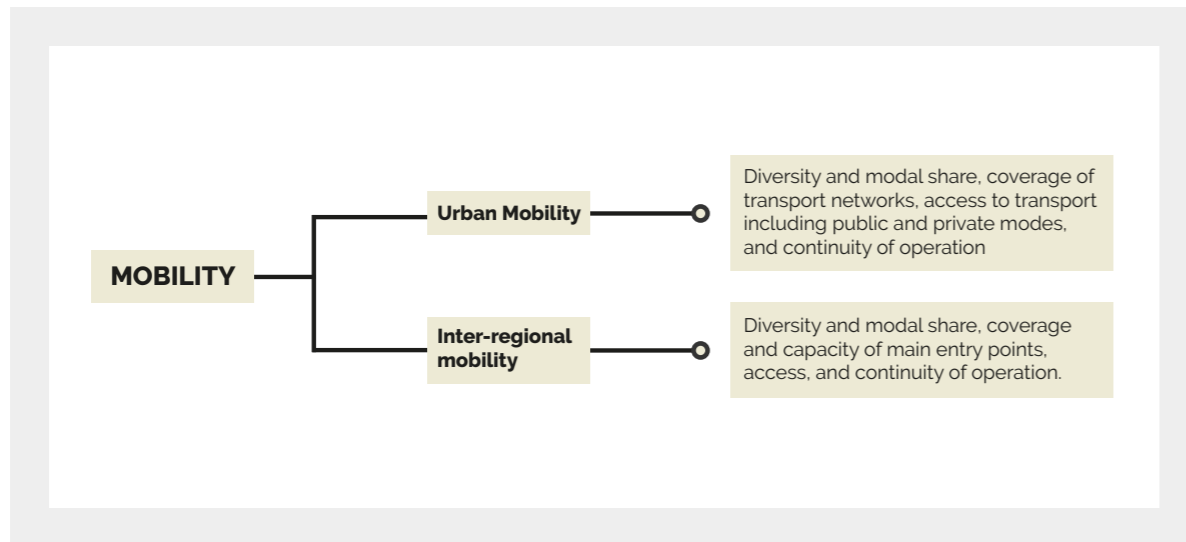 MOBILITY
Urban Mobility
Diversity and modal share, coverage of
transport networks, access to transport
including public and private modes,
and continuity of operation
Inter-regional
mobility
Diversity and modal share, coverage
and capacity of main entry points,
access, and continuity of operation.